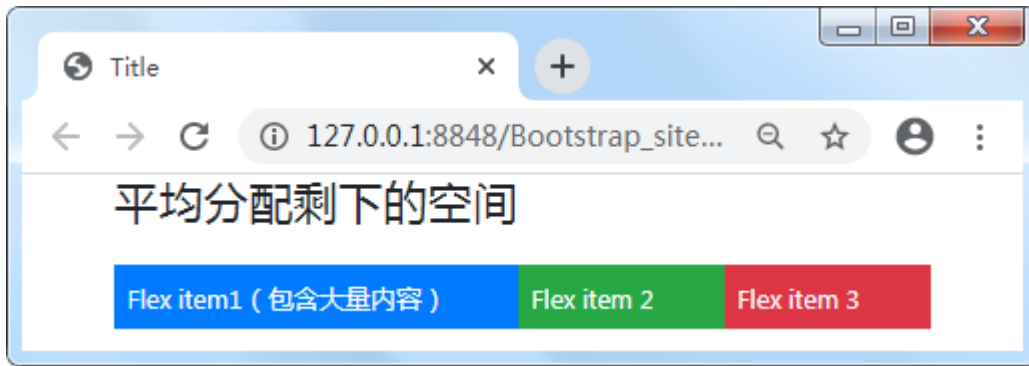 Title
127.0.0.1:8848/Bootstrap_site...
平均分配剩下的空间
Flex item1（包含大量内容） Flex item 2 Flex item 3